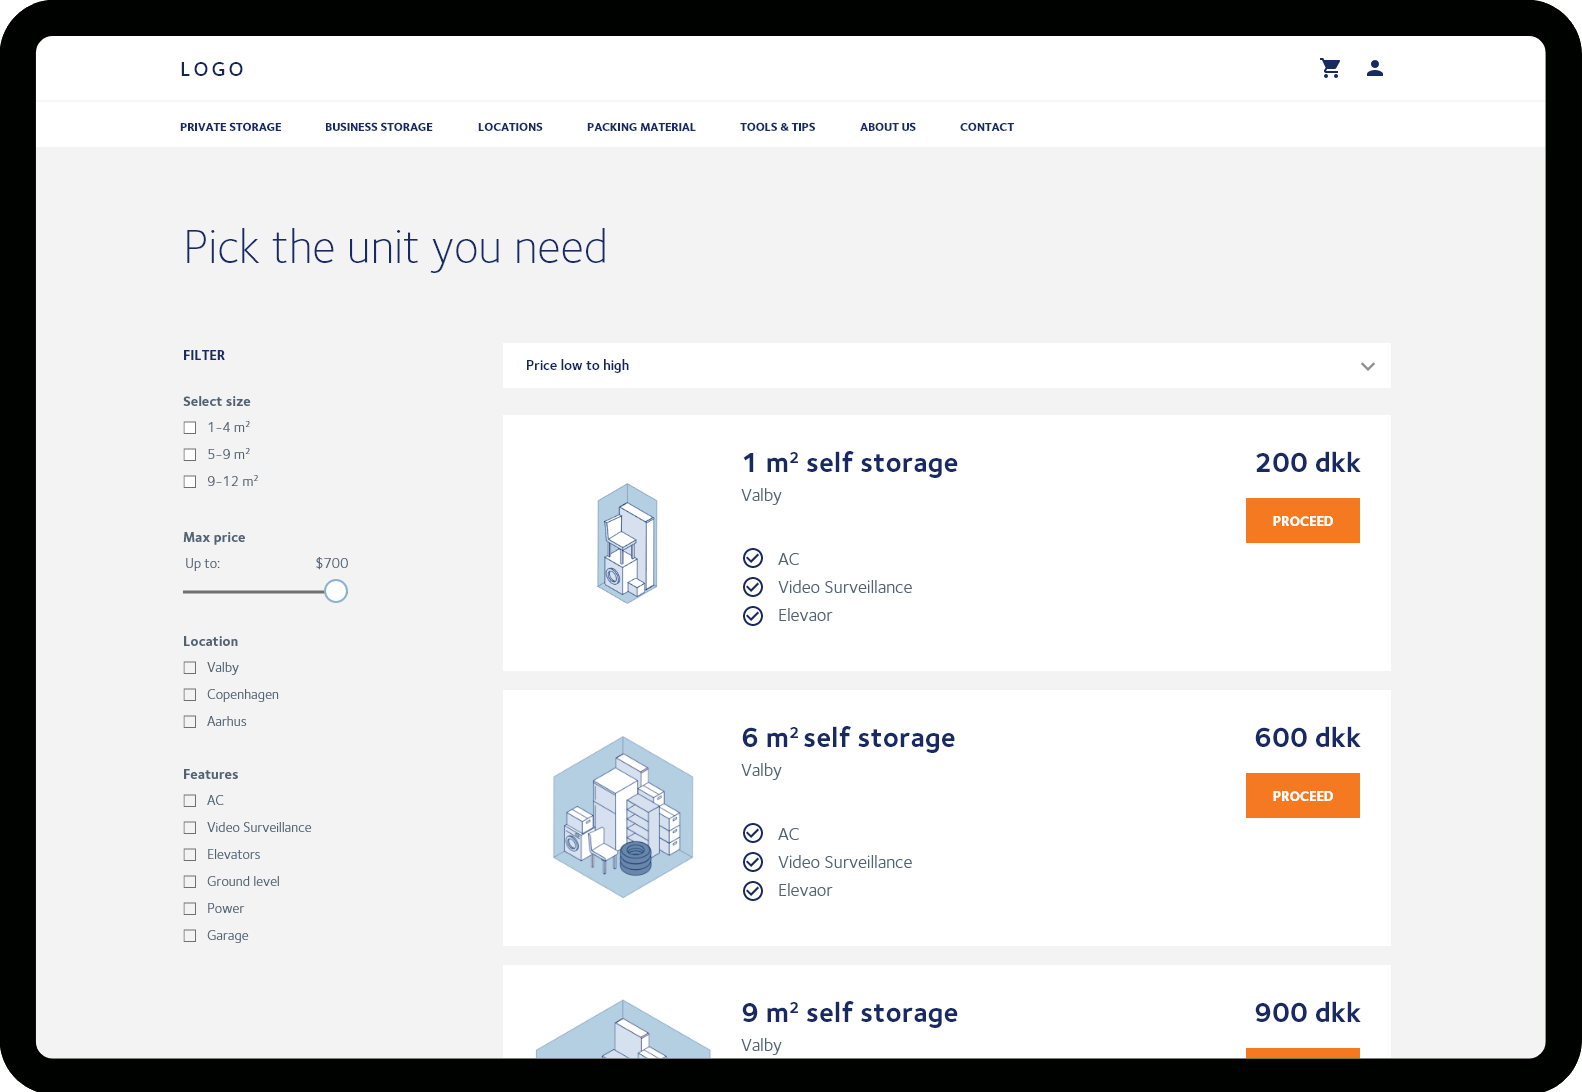 LOGO
PRIVATE STORAGE BUSINESS STORAGE LOCATIONS PACKING MATERIAL TOOLS & TIPS ABOUT US CONTACT
Pick the unit you need
FILTER
Select size
1–4 m²
5–9 m²
9–12 m²
Max price
Up to: $700
Location
Valby
Copenhagen
Aarhus
Features
AC
Video Surveillance
Elevators
Ground level
Power
Garage
Price low to high
1 m² self storage
Valby
AC
Video Surveillance
Elevaor
200 dkk
PROCEED
6 m² self storage
Valby
AC
Video Surveillance
Elevaor
600 dkk
PROCEED
9 m² self storage
Valby
900 dkk